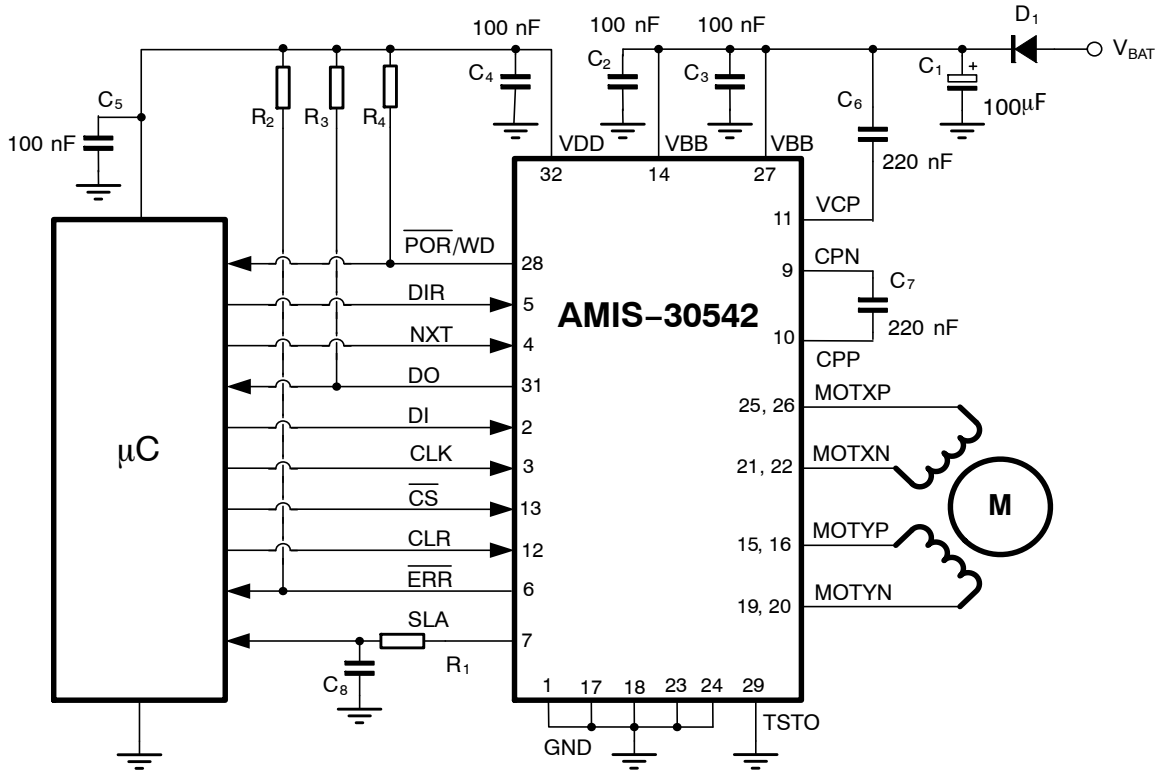 100 nF
100 nF
100 nF
D1
VBAT
C4
C2
C3
C1
+
100μF
C5
100 nF
R2
R3
R4
C6
220 nF
VDD
VBB
VBB
32
14
27
11
VCP
POR/WD
28
9
CPN
DIR
5
C7
AMIS–30542
220 nF
NXT
4
10
CPP
DO
31
25, 26
MOTXP
DI
2
μC
CLK
3
21, 22
MOTXN
CS
13
M
CLR
12
15, 16
MOTYP
ERR
6
19, 20
MOTYN
SLA
7
R1
C8
1
17
18
23
24
29
GND
TSTO